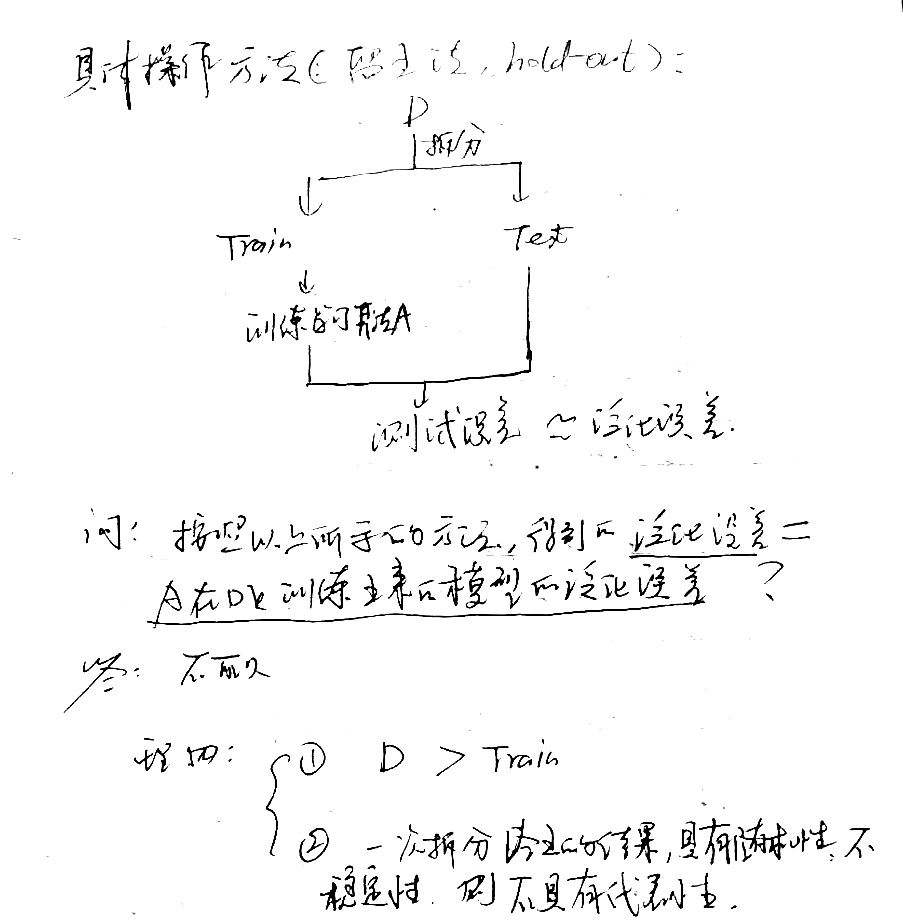 具体操作方法(留出法, hold-out):
D
拆分
Train
Test
训练学习算法A
测试误差 ≈ 泛化误差.
问: 按照以上所示的方法, 得到的泛化误差=
A在D上训练出来的模型的泛化误差 ?
答: 不
理由: ① D > Train
② 一次拆分得出的结果, 具有随机性, 不
稳定性. 则不具有代表性.